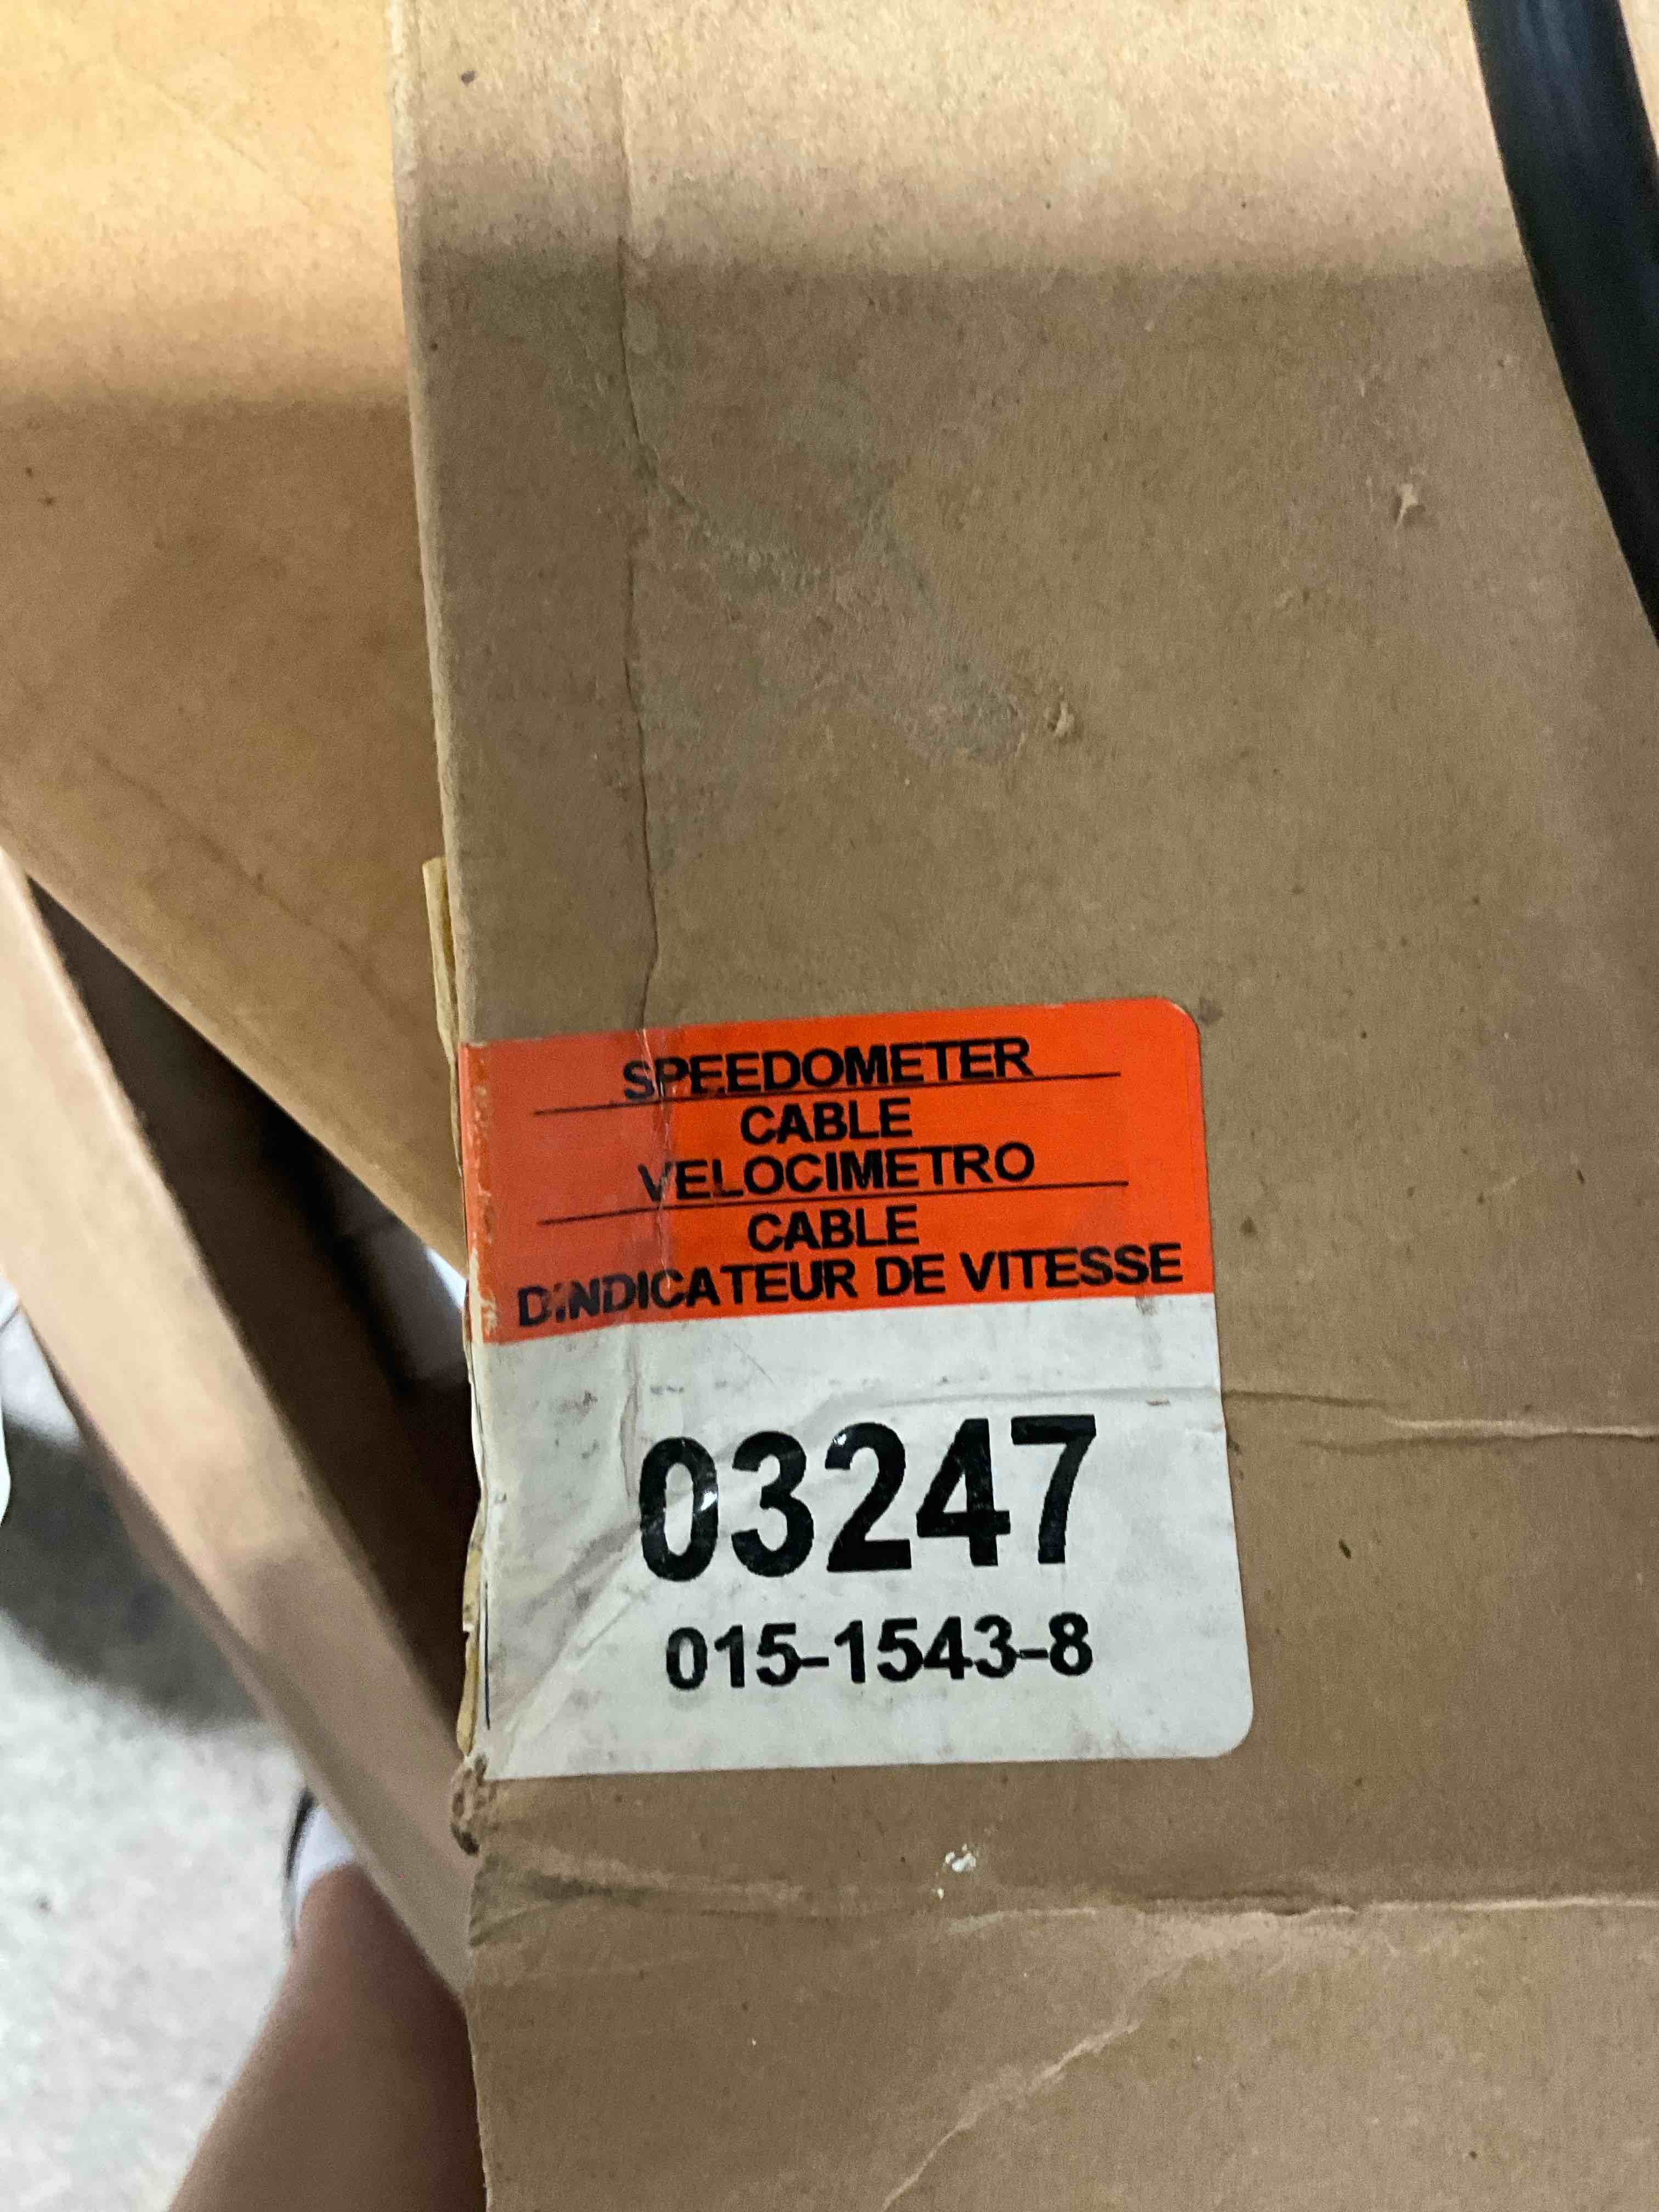 SPEEDOMETER
CABLE
VELOCIMETRO
CABLE
DINDICATEUR DE VITESSE
03247
015-1543-8